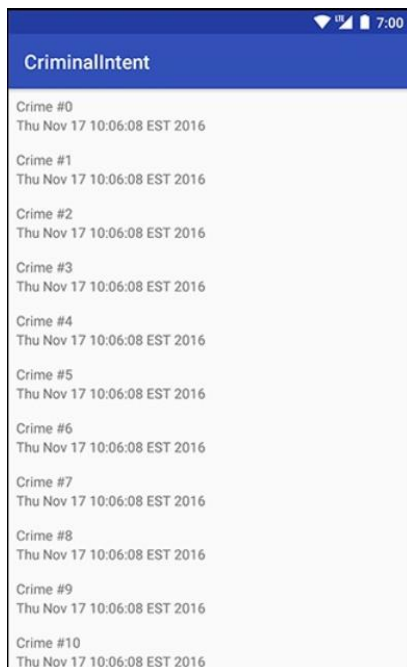 LTE 7:00
CriminalIntent
Crime #0
Thu Nov 17 10:06:08 EST 2016
Crime #1
Thu Nov 17 10:06:08 EST 2016
Crime #2
Thu Nov 17 10:06:08 EST 2016
Crime #3
Thu Nov 17 10:06:08 EST 2016
Crime #4
Thu Nov 17 10:06:08 EST 2016
Crime #5
Thu Nov 17 10:06:08 EST 2016
Crime #6
Thu Nov 17 10:06:08 EST 2016
Crime #7
Thu Nov 17 10:06:08 EST 2016
Crime #8
Thu Nov 17 10:06:08 EST 2016
Crime #9
Thu Nov 17 10:06:08 EST 2016
Crime #10
Thu Nov 17 10:06:08 EST 2016